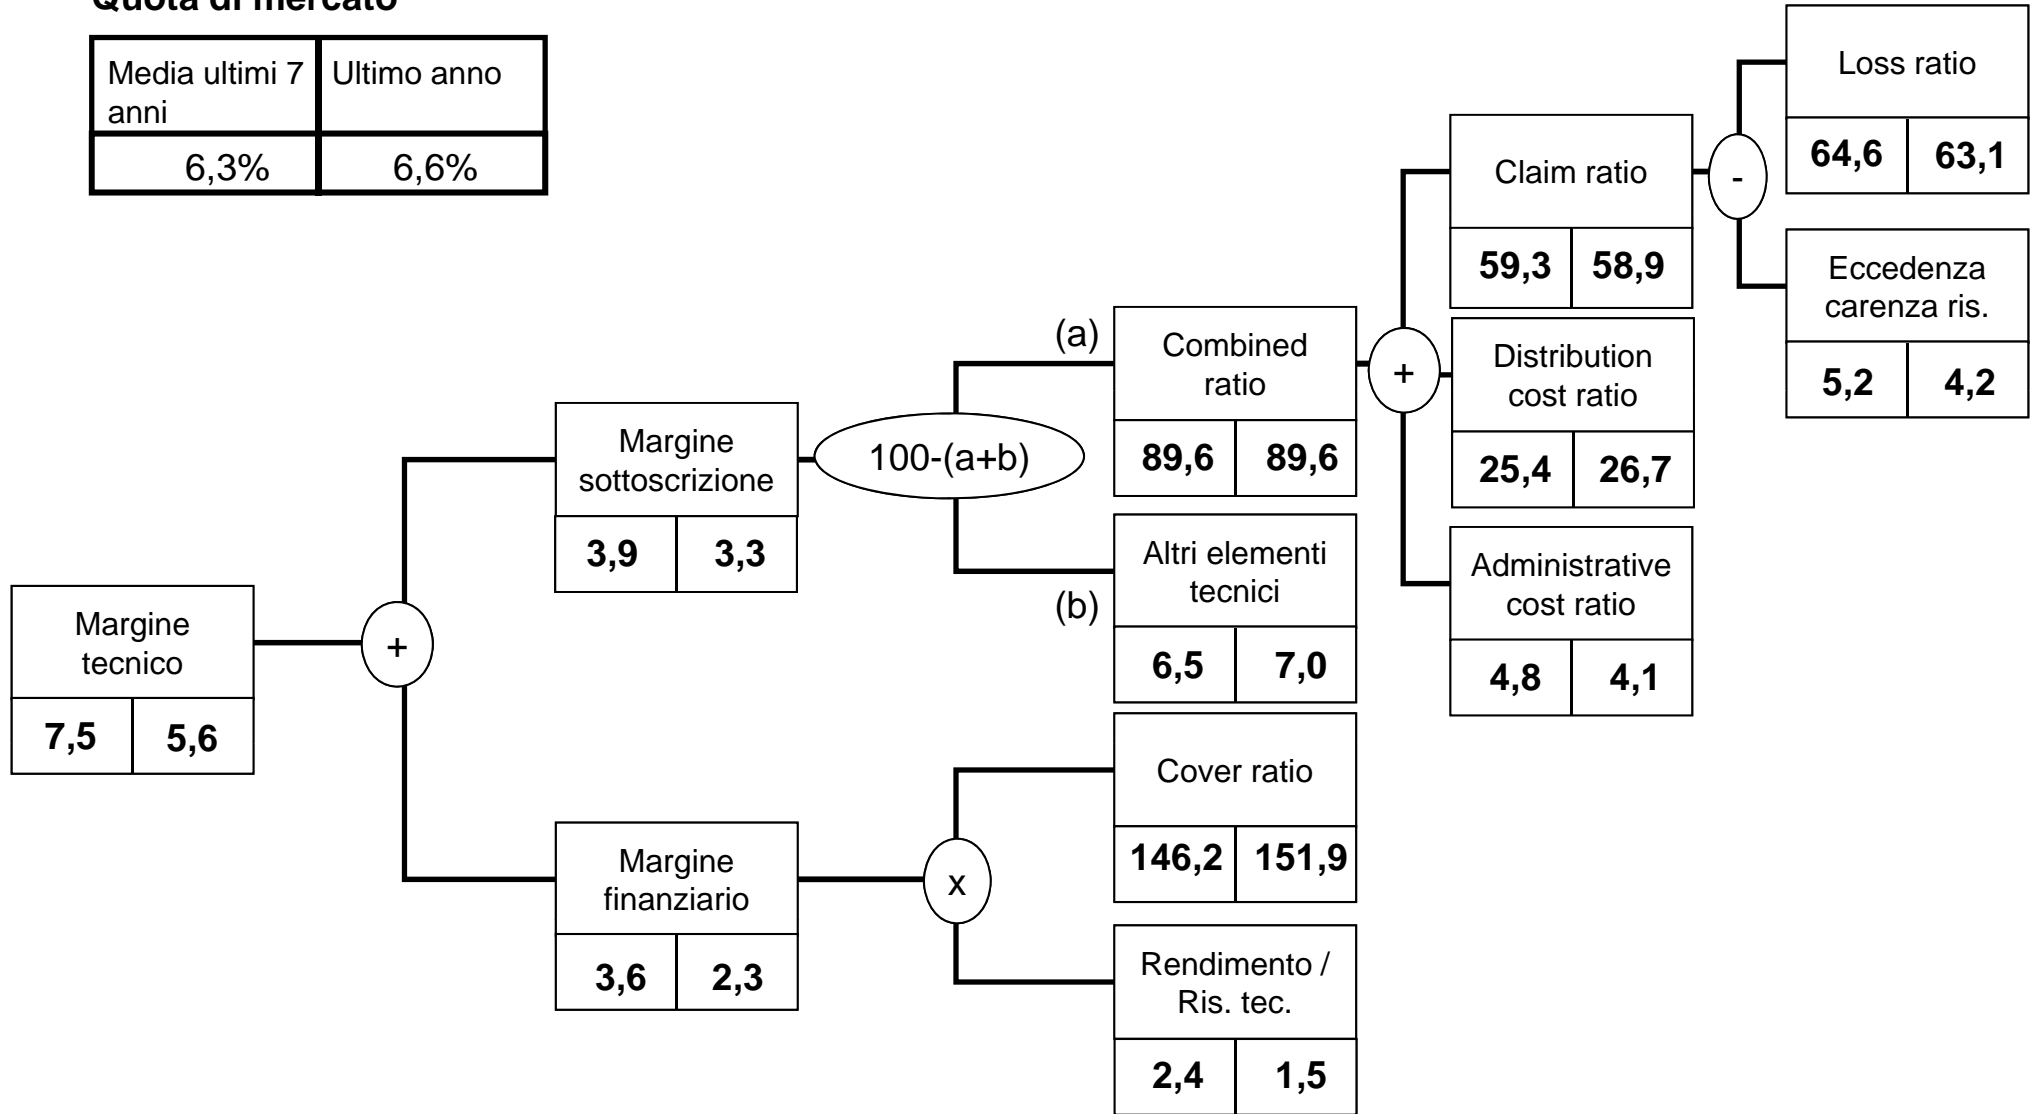 Quota di mercato
Media ultimi 7
anni
Ultimo anno
6,3%
6,6%
Loss ratio
64,6
63,1
Claim ratio
-
59,3
58,9
Eccedenza
carenza ris.
5,2
4,2
(a)
Combined
ratio
89,6
89,6
+
Distribution
cost ratio
25,4
26,7
Margine
sottoscrizione
3,9
3,3
100-(a+b)
Altri elementi
tecnici
(b)
6,5
7,0
Administrative
cost ratio
4,8
4,1
Margine
tecnico
7,5
5,6
+
Cover ratio
146,2
151,9
Margine
finanziario
3,6
2,3
x
Rendimento /
Ris. tec.
2,4
1,5